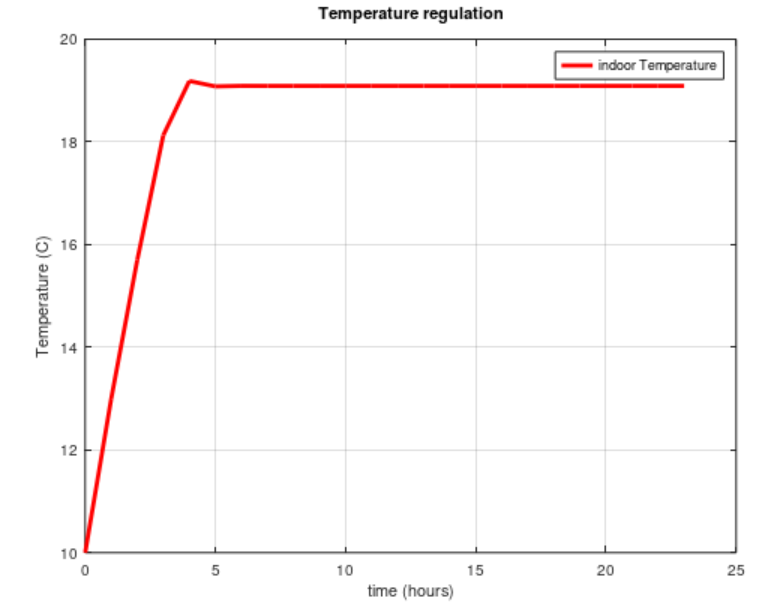 Temperature regulation
indoor Temperature
Temperature (C)
20
18
16
14
12
10
0 5 10 15 20 25
time (hours)